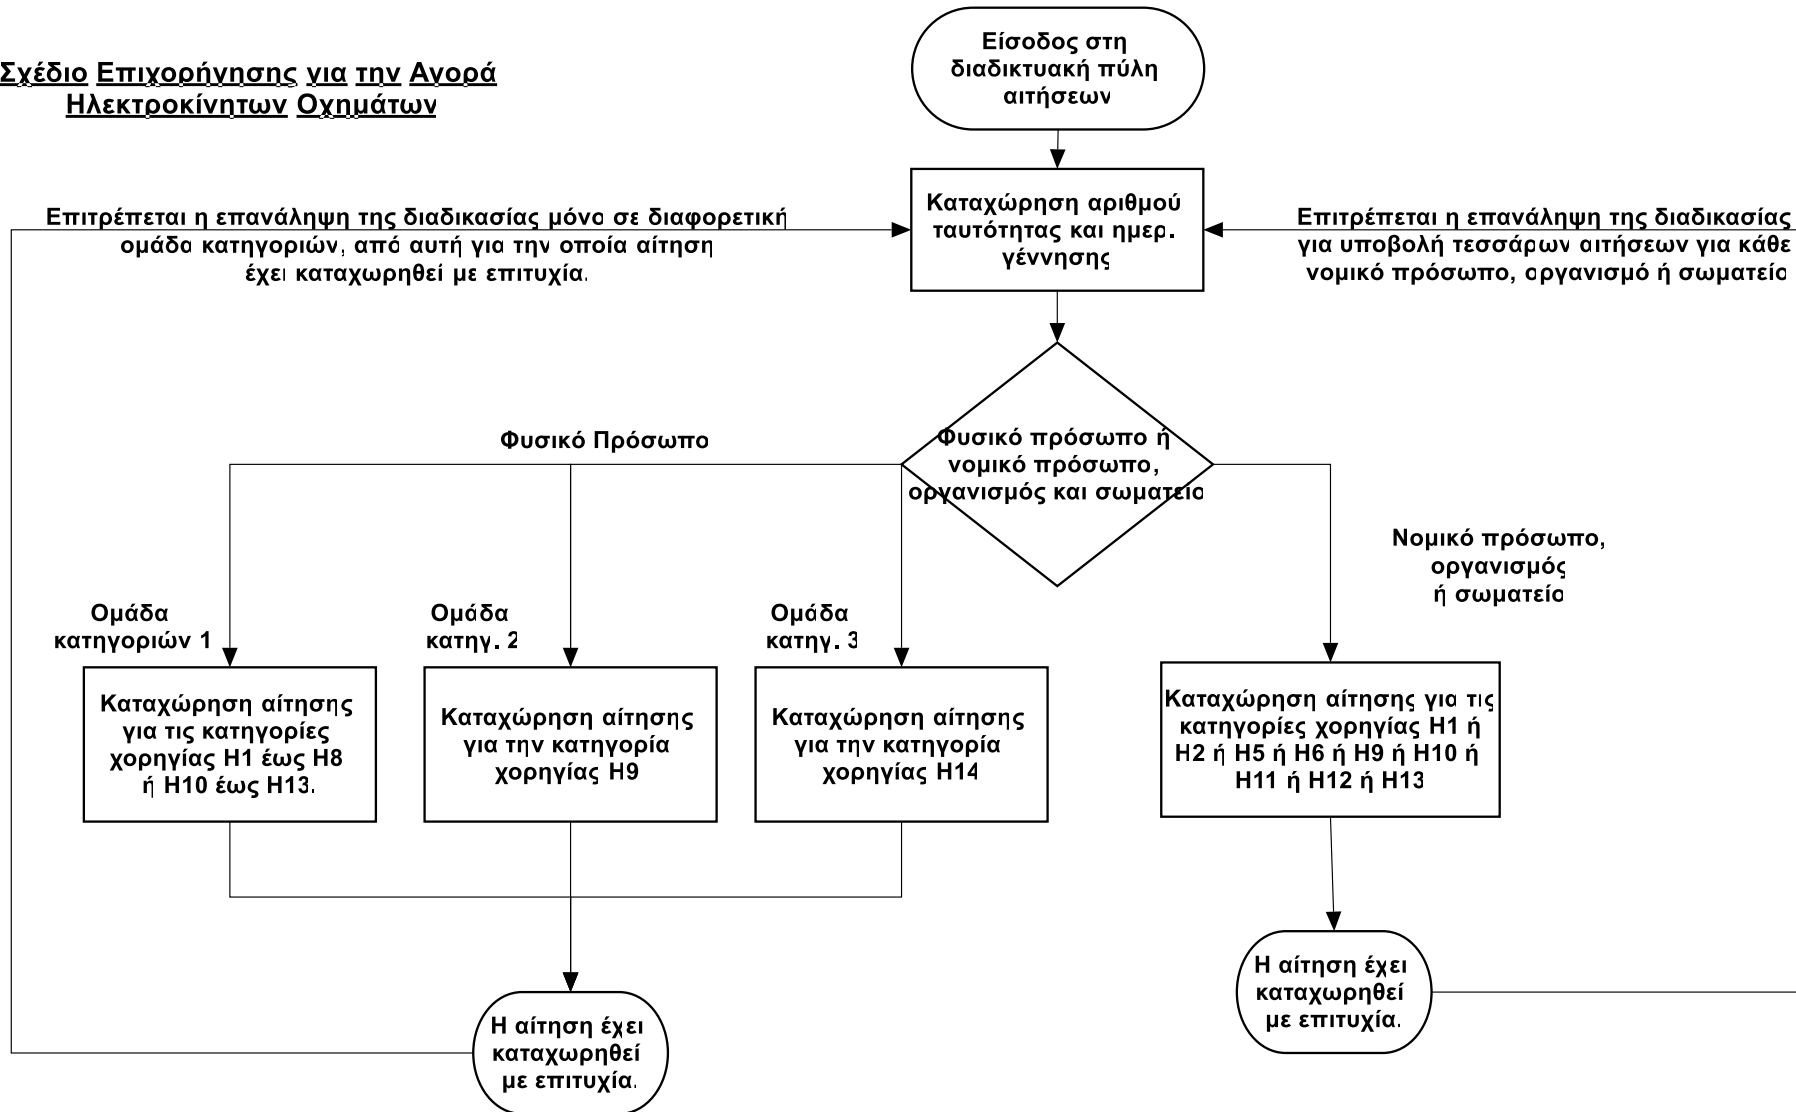 Σχέδιο Επιχορήγησης για την Αγορά
Ηλεκτροκίνητων Οχημάτων
Είσοδος στη
διαδικτυακή πύλη
αιτήσεων
Επιτρέπεται η επανάληψη της διαδικασίας μόνο σε διαφορετική
ομάδα κατηγοριών, από αυτή για την οποία αίτηση
έχει καταχωρηθεί με επιτυχία.
Καταχώρηση αριθμού
ταυτότητας και ημερ.
γέννησης
Επιτρέπεται η επανάληψη της διαδικασίας
για υποβολή τεσσάρων αιτήσεων για κάθε
νομικό πρόσωπο, οργανισμό ή σωματείο
Φυσικό Πρόσωπο
Φυσικό πρόσωπο ή
νομικό πρόσωπο,
οργανισμός και σωματείο
Νομικό πρόσωπο,
οργανισμός
ή σωματείο
Ομάδα
κατηγοριών 1
Ομάδα
κατηγ. 2
Ομάδα
κατηγ. 3
Καταχώρηση αίτησης
για τις κατηγορίες
χορηγίας Η1 έως Η8
ή Η10 έως Η13.
Καταχώρηση αίτησης
για την κατηγορία
χορηγίας Η9
Καταχώρηση αίτησης
για την κατηγορία
χορηγίας Η14
Καταχώρηση αίτησης για τις
κατηγορίες χορηγίας Η1 ή
Η2 ή Η5 ή Η6 ή Η9 ή Η10 ή
Η11 ή Η12 ή Η13
Η αίτηση έχει
καταχωρηθεί
με επιτυχία.
Η αίτηση έχει
καταχωρηθεί
με επιτυχία.